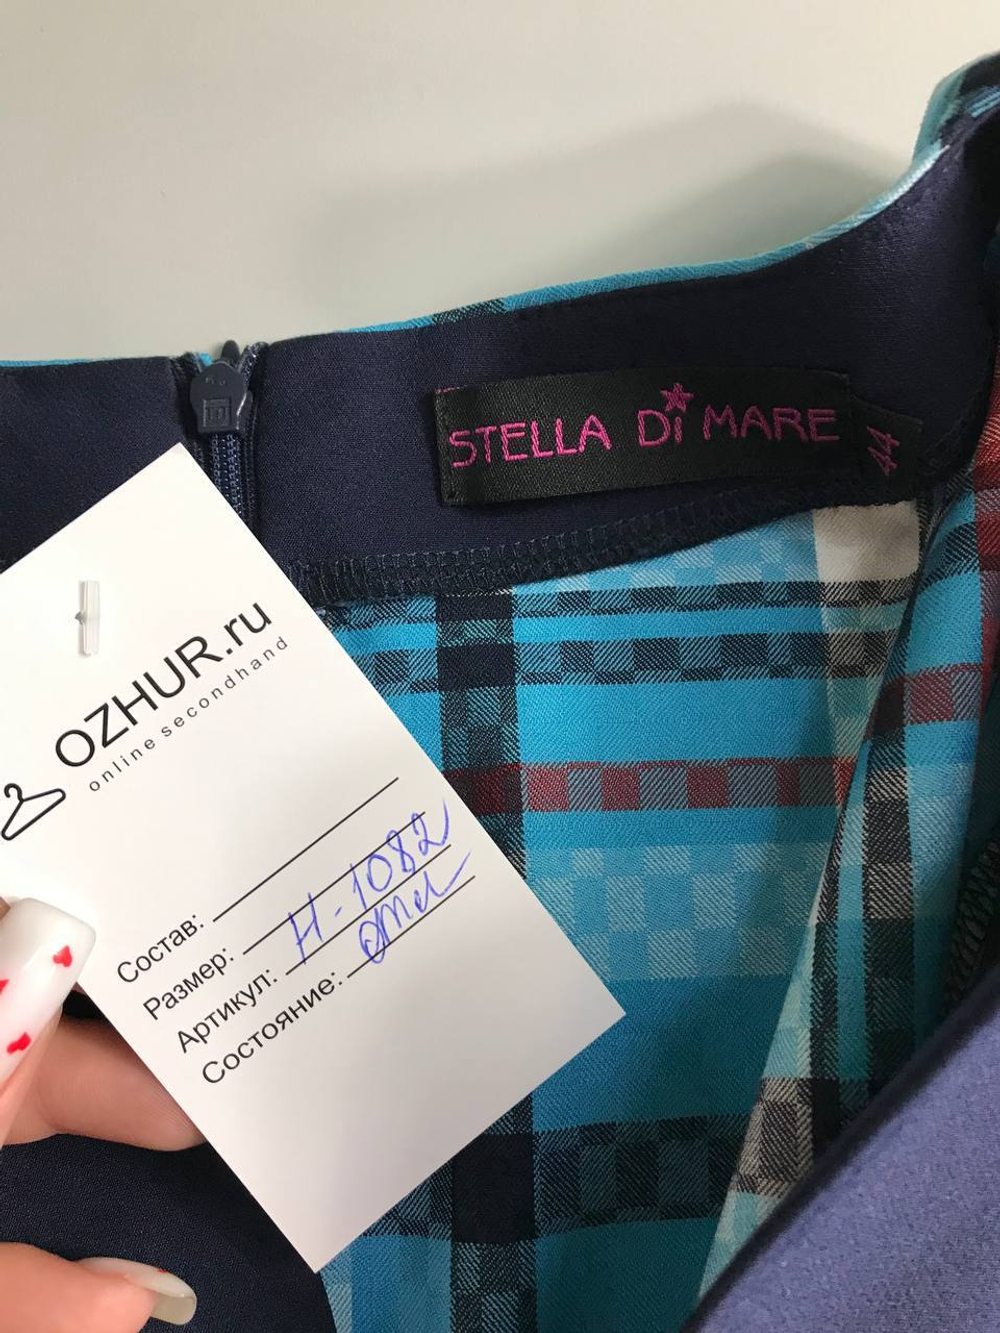 STELLA Di MARE
44
OZHUR.ru
online secondhand
Состав:
Размер:
Артикул: Н-1082
Состояние: отл